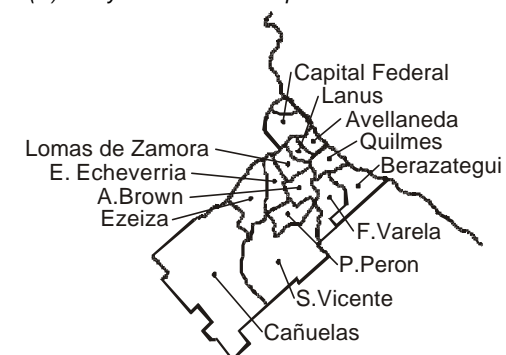 Capital Federal
Lanus
Avellaneda
Lomas de Zamora
Quilmes
E. Echeverria
Berazategui
A.Brown
Ezeiza
F.Varela
P.Peron
S.Vicente
Cañuelas